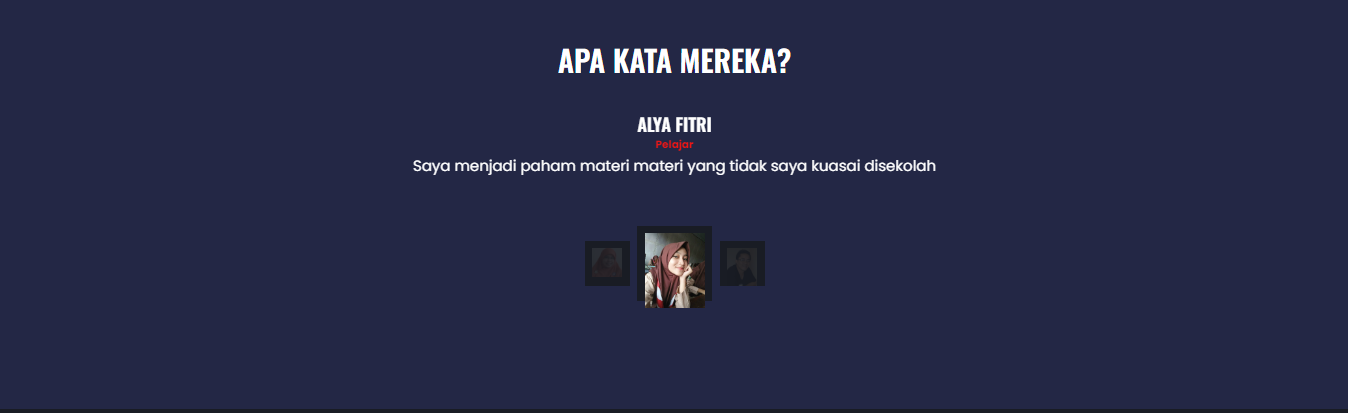 APA KATA MEREKA?
ALYA FITRI
Pelajar
Saya menjadi paham materi materi yang tidak saya kuasai disekolah